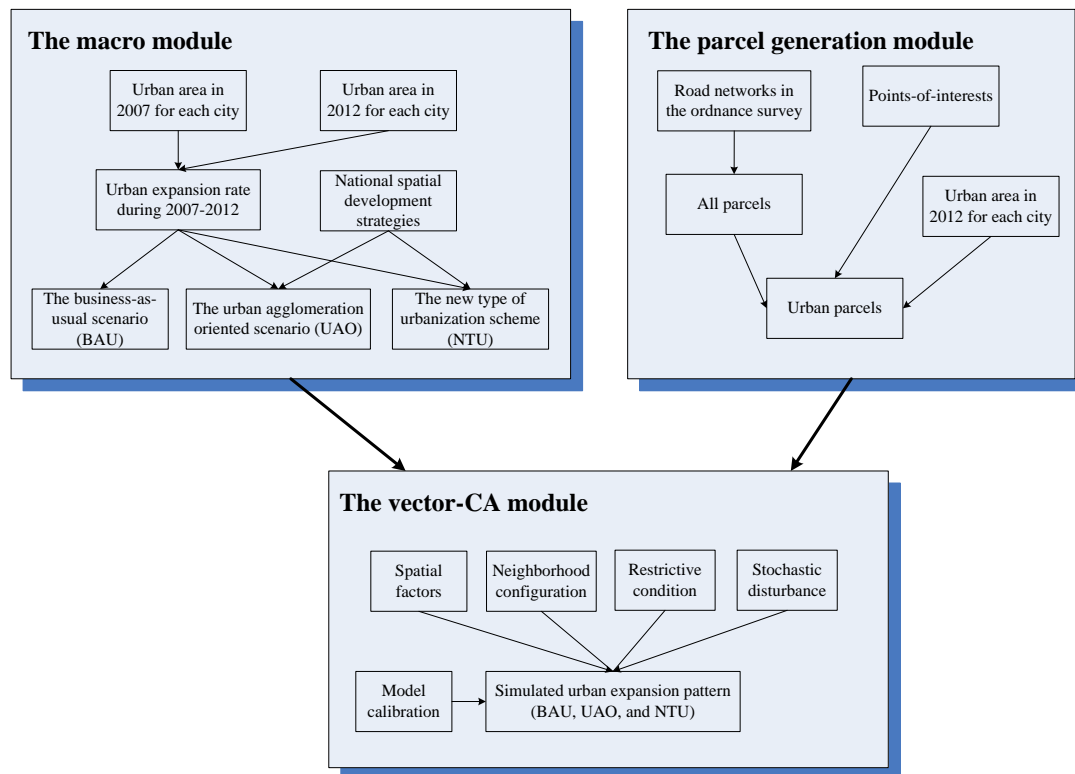 The macro module
Urban area in
2007 for each city
Urban area in
2012 for each city
Urban expansion rate
during 2007-2012
National spatial
development
strategies
The business-as-
usual scenario
(BAU)
The urban agglomeration
oriented scenario (UAO)
The new type of
urbanization scheme
(NTU)
The parcel generation module
Road networks in
the ordnance survey
Points-of-interests
All parcels
Urban area in
2012 for each city
Urban parcels
The vector-CA module
Spatial
factors
Neighborhood
configuration
Restrictive
condition
Stochastic
disturbance
Model
calibration
Simulated urban expansion pattern
(BAU, UAO, and NTU)